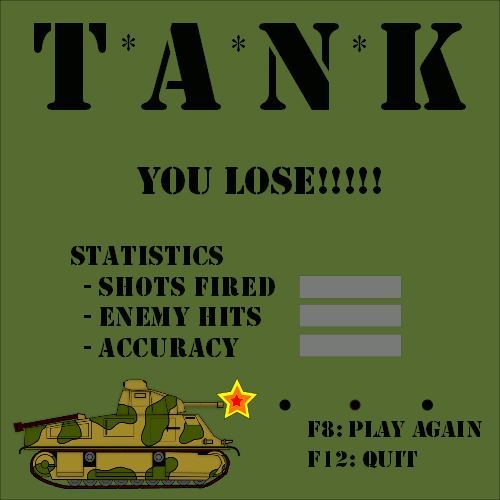 T*A*N*K
YOU LOSE!!!!!
STATISTICS
- SHOTS FIRED
- ENEMY HITS
- ACCURACY
F8: PLAY AGAIN
F12: QUIT